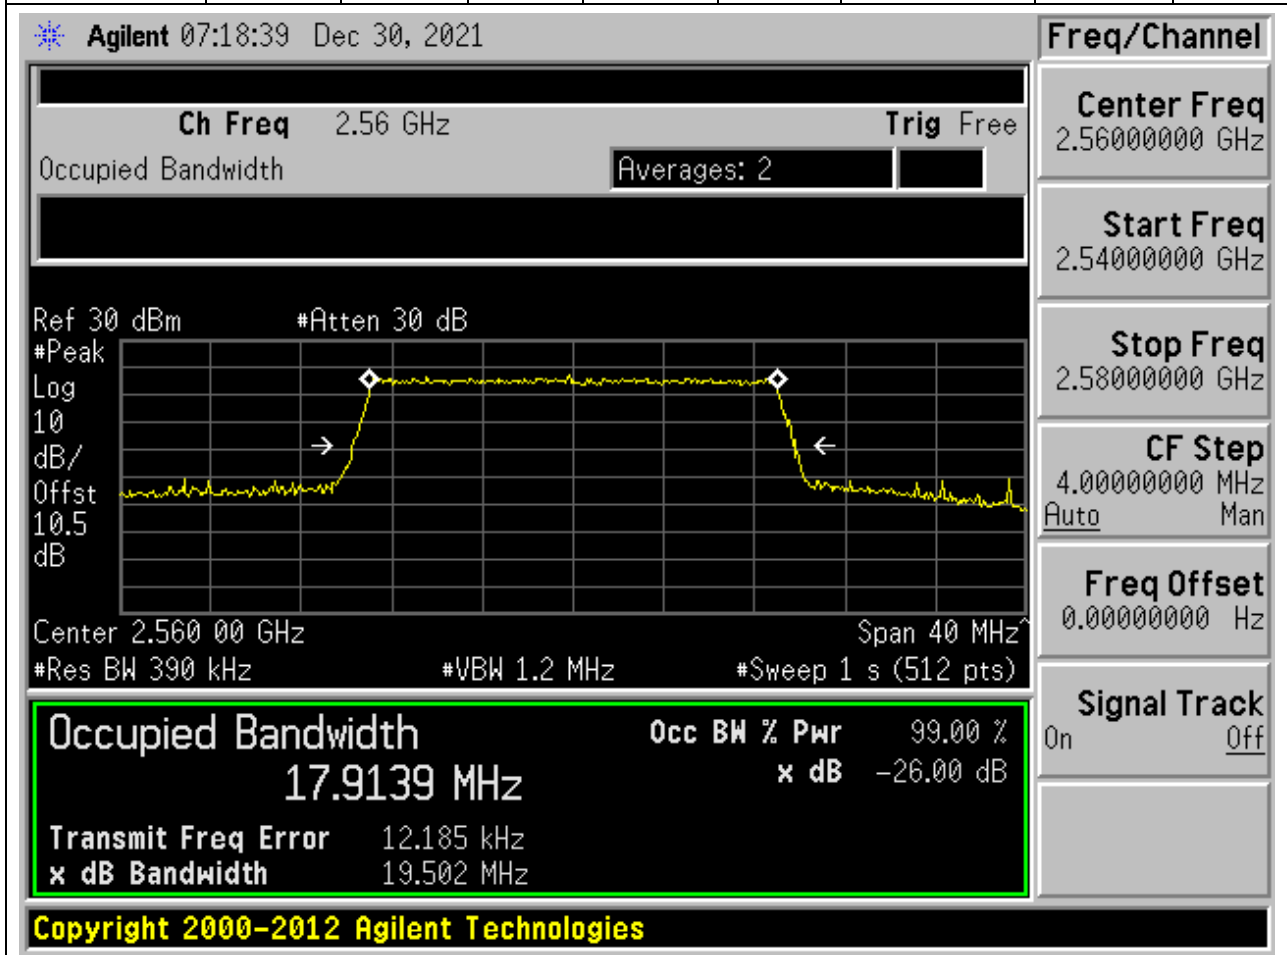 Agilent 07:18:39 Dec 30, 2021
Freq/Channel
Ch Freq 2.56 GHz Trig Free
Occupied Bandwidth Averages: 2
Center Freq
2.56000000 GHz
Start Freq
2.54000000 GHz
Stop Freq
2.58000000 GHz
CF Step
4.00000000 MHz
Auto Man
Freq Offset
0.00000000 Hz
Signal Track
On Off
Ref 30 dBm #Atten 30 dB
#Peak
Log
10
dB/
Offst
10.5
dB
Center 2.560 00 GHz Span 40 MHz^
#Res BW 390 kHz #VBW 1.2 MHz #Sweep 1 s (512 pts)
Occupied Bandwidth Occ BW % Pwr 99.00 %
17.9139 MHz x dB -26.00 dB
Transmit Freq Error 12.185 kHz
x dB Bandwidth 19.502 MHz
Copyright 2000-2012 Agilent Technologies